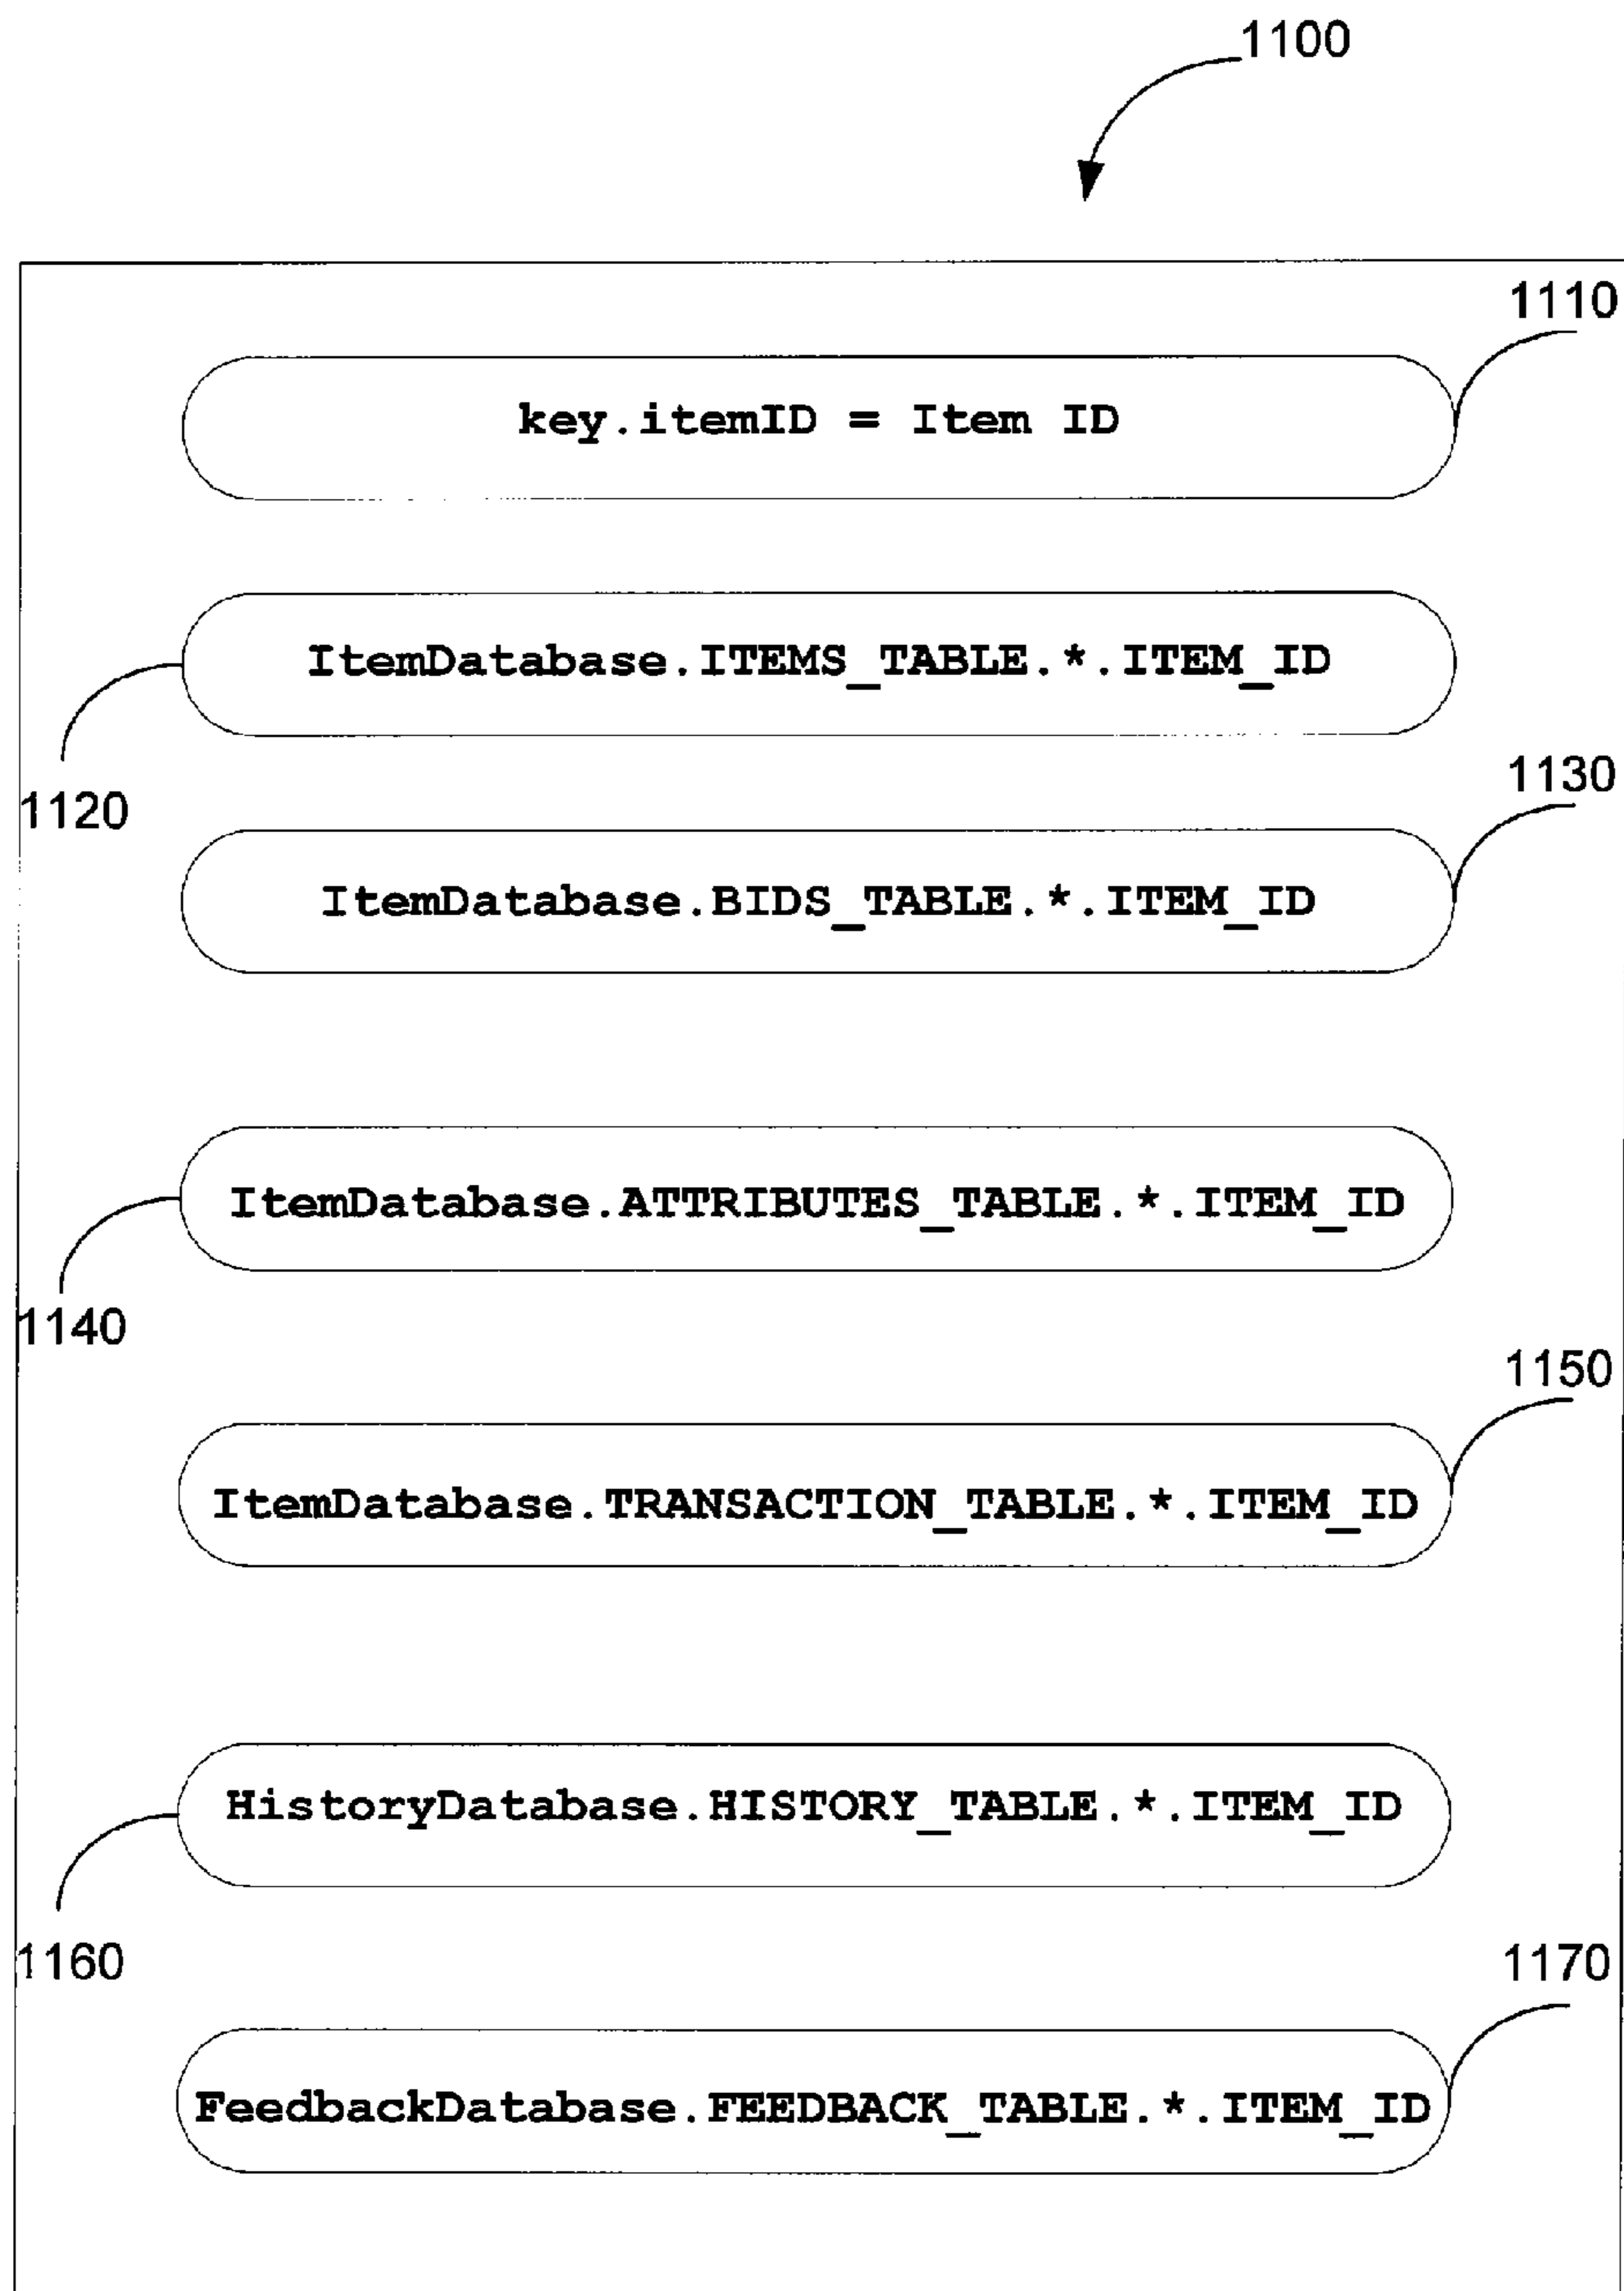 1100
1110
key.itemID = Item ID
ItemDatabase.ITEMS_TABLE.*.ITEM_ID
1120
1130
ItemDatabase.BIDS_TABLE.*.ITEM_ID
ItemDatabase.ATTRIBUTES_TABLE.*.ITEM_ID
1140
1150
ItemDatabase.TRANSACTION_TABLE.*.ITEM_ID
HistoryDatabase.HISTORY_TABLE.*.ITEM_ID
1160
1170
FeedbackDatabase.FEEDBACK_TABLE.*.ITEM_ID